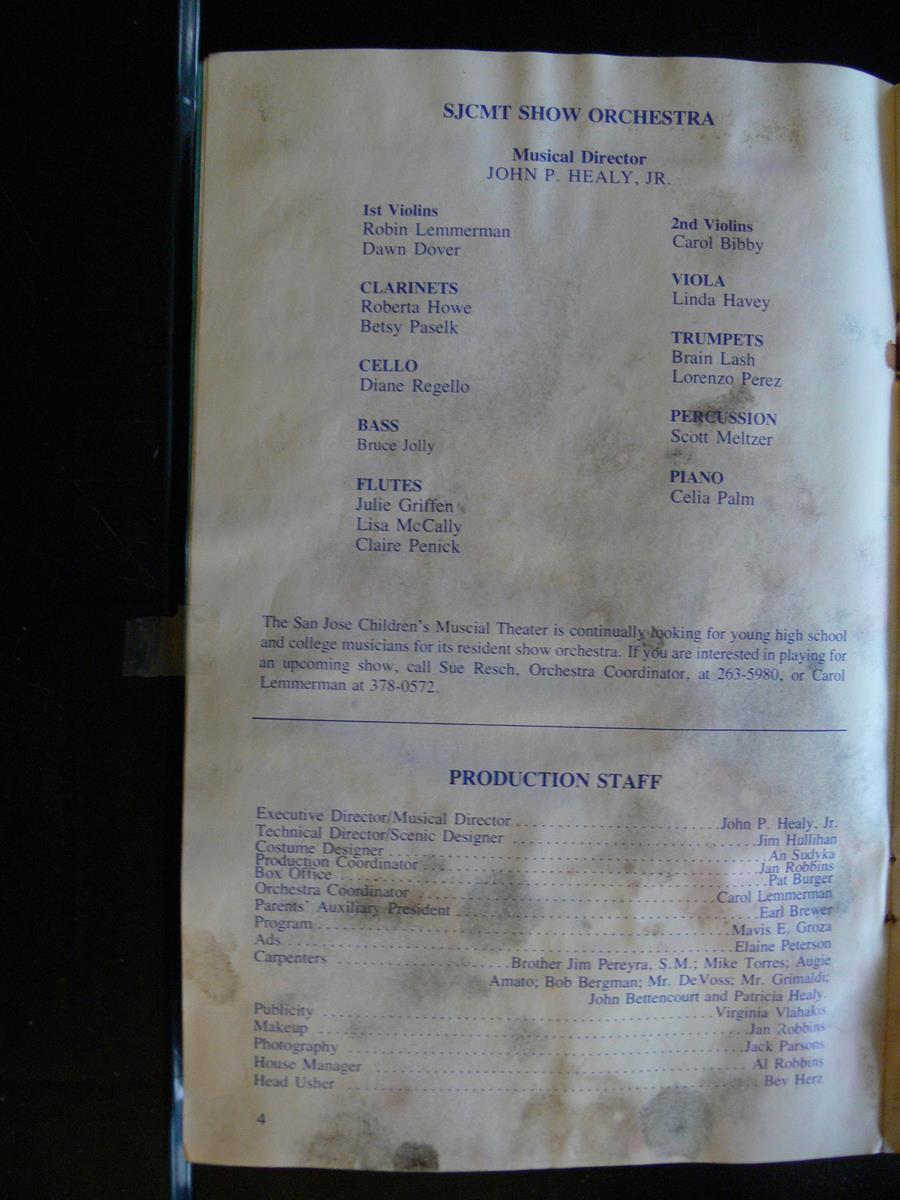 SJCMT SHOW ORCHESTRA
Musical Director
JOHN P. HEALY, JR.
1st Violins
Robin Lemmerman
Dawn Dover
CLARINETS
Roberta Howe
Betsy Paselk
CELLO
Diane Regello
BASS
Bruce Jolly
FLUTES
Julie Griffen
Lisa McCally
Claire Penick
2nd Violins
Carol Bibby
VIOLA
Linda Havey
TRUMPETS
Brain Lash
Lorenzo Perez
PERCUSSION
Scott Meltzer
PIANO
Celia Palm
The San Jose Children's Muscial Theater is continually looking for young high school
and college musicians for its resident show orchestra. If you are interested in playing for
an upcoming show, call Sue Resch, Orchestra Coordinator, at 263-5980, or Carol
Lemmerman at 378-0572.
PRODUCTION STAFF
Executive Director/Musical Director ........................ John P. Healy, Jr.
Technical Director/Scenic Designer ........................ Jim Hullihan
Costume Designer ........................ An Sudyka
Production Coordinator ........................ Jan Robbins
Box Office ........................ Pat Burger
Orchestra Coordinator ........................ Carol Lemmerman
Parents' Auxiliary President ........................ Earl Brewer
Program ........................ Mavis E. Groza
Ads ........................ Elaine Peterson
Carpenters ........................ Brother Jim Pereyra, S.M.; Mike Torres; Augie
Amato; Bob Bergman; Mr. DeVoss; Mr. Grimaldi;
John Bettencourt and Patricia Healy.
Publicity ........................ Virginia Vlahakis
Makeup ........................ Jan Robbins
Photography ........................ Jack Parsons
House Manager ........................ Al Robbins
Head Usher ........................ Bev Herz
4